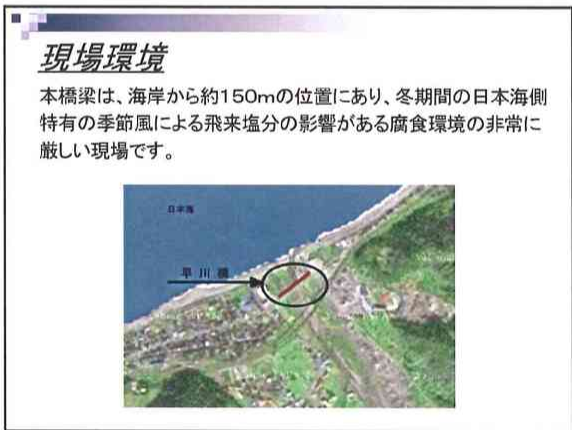 現場環境
本橋梁は、海岸から約150mの位置にあり、冬期間の日本海側
特有の季節風による飛来塩分の影響がある腐食環境の非常に
厳しい現場です。
日本海
早川橋